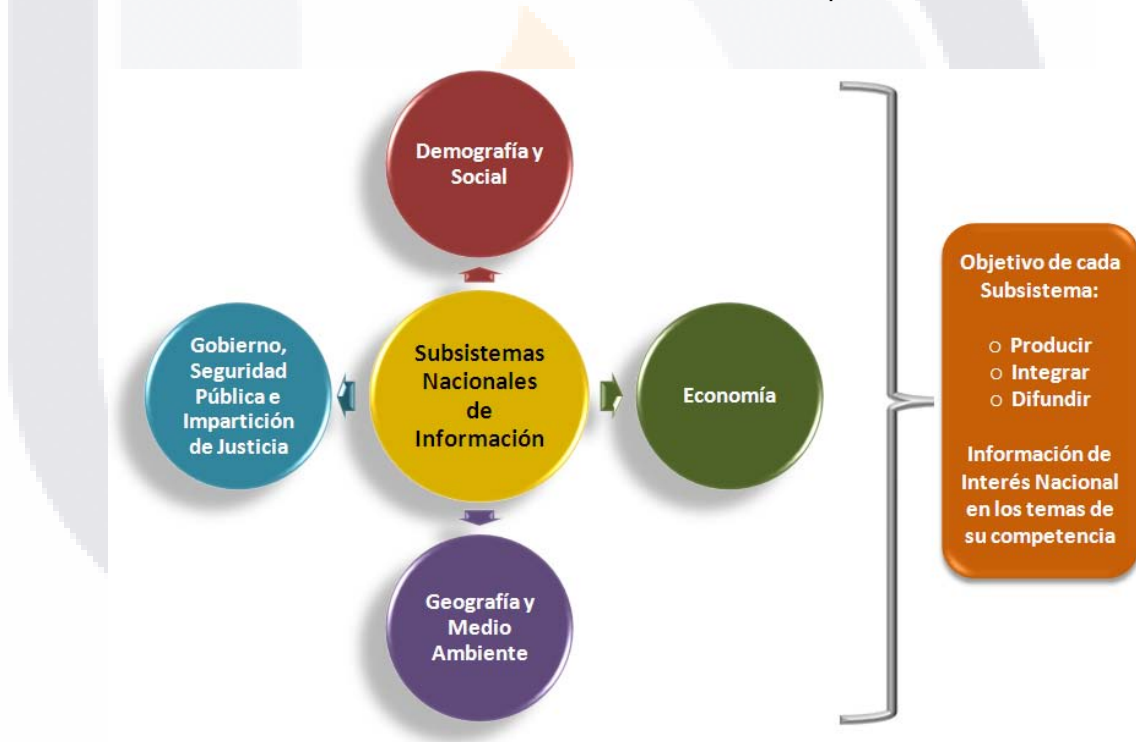 Demografía y
Social
Gobierno,
Seguridad
Pública e
Impartición
de Justicia
Subsistemas
Nacionales
de
Información
Economía
Geografía y
Medio
Ambiente
Objetivo de cada
Subsistema:
○ Producir
○ Integrar
○ Difundir
Información de
Interés Nacional
en los temas de
su competencia